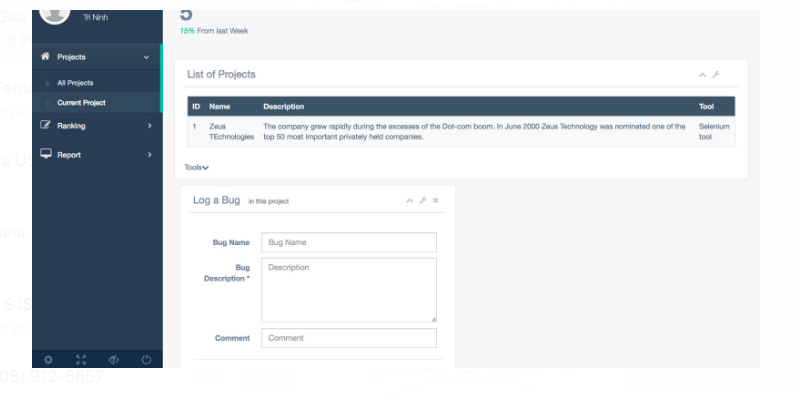 Tri Ninh
5
15% From last Week
Projects
All Projects
Current Project
Ranking
Report
List of Projects
ID Name Description Tool
1 Zeus The company grew rapidly during the excesses of the Dot-com boom. In June 2000 Zeus Technology was nominated one of the Selenium
TEchnologies top 50 most important privately held companies. tool
Tools
Log a Bug in this project
Bug Name Bug Name
Bug Description
Description *
Comment Comment
08) 912-6857